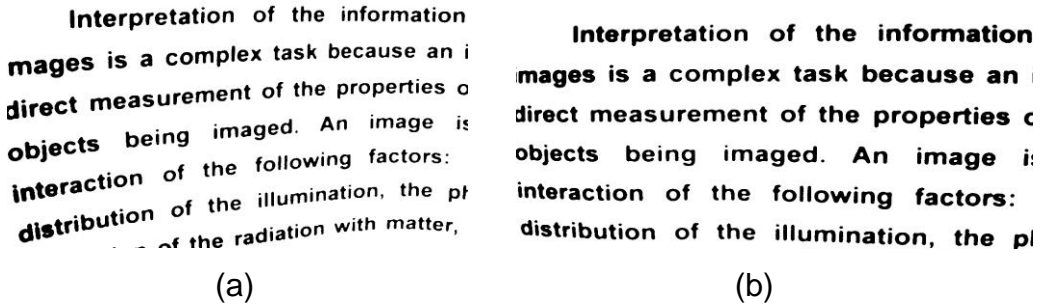 Interpretation of the information
mages is a complex task because an
direct measurement of the properties
objects being imaged. An image is
interaction of the following factors:
distribution of the illumination, the
of the radiation with matter,
(a)
Interpretation of the information
images is a complex task because an
direct measurement of the properties
objects being imaged. An image
interaction of the following factors:
distribution of the illumination, the
(b)